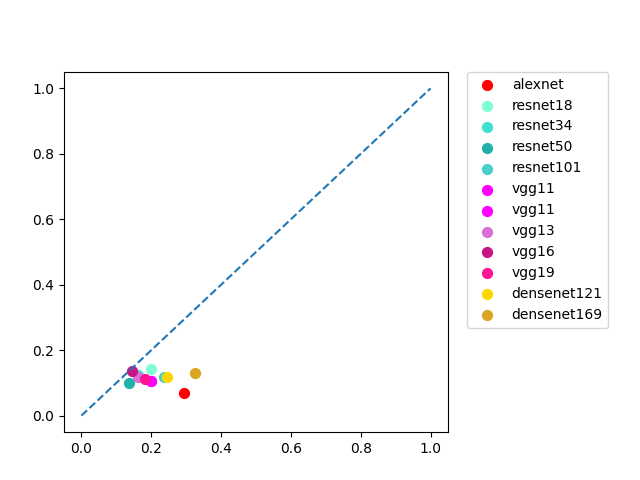 1.0
0.8
0.6
0.4
0.2
0.0
0.0 0.2 0.4 0.6 0.8 1.0
alexnet
resnet18
resnet34
resnet50
resnet101
vgg11
vgg11
vgg13
vgg16
vgg19
densenet121
densenet169